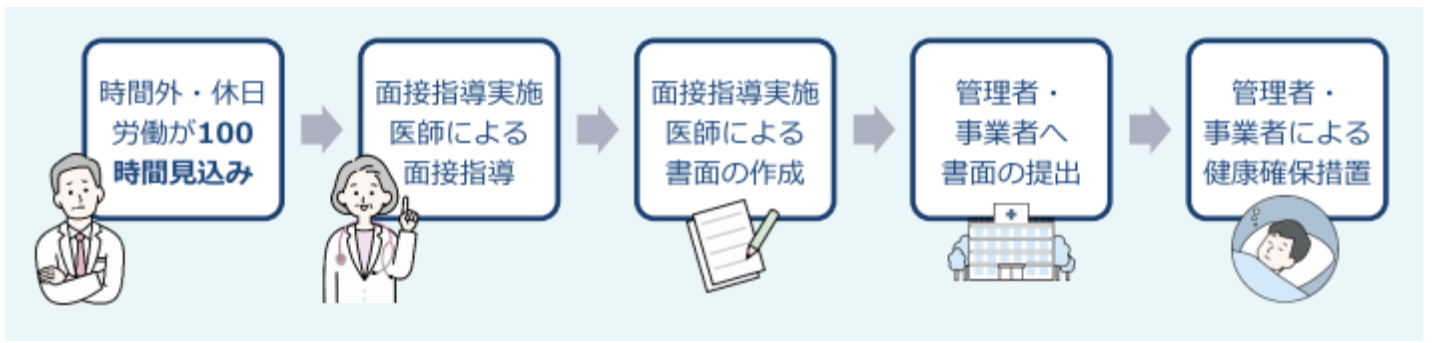 時間外・休日
労働が100
時間見込み
面接指導実施
医師による
面接指導
面接指導実施
医師による
書面の作成
管理者・
事業者へ
書面の提出
管理者・
事業者による
健康確保措置